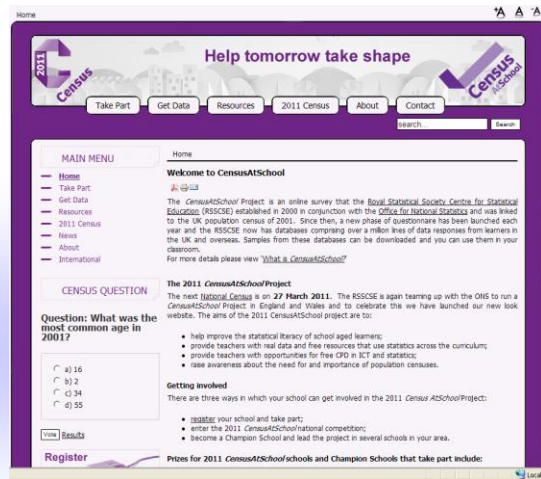 Home
A A A
2011
Census
Help tomorrow take shape
Census
AtSchool
Take Part
Get Data
Resources
2011 Census
About
Contact
search...
Search
MAIN MENU
Home
Take Part
Get Data
Resources
2011 Census
News
About
International
CENSUS QUESTION
Question: What was the
most common age in
2001?
a) 16
b) 2
c) 34
d) 55
Vote Results
Register
Home
Welcome to CensusAtSchool
The CensusAtSchool Project is an online survey that the Royal Statistical Society Centre for Statistical
Education (RSSCSE) established in 2000 in conjunction with the Office for National Statistics and was linked
to the UK population census of 2001. Since then, a new phase of questionnaire has been launched each
year and the RSSCSE now has databases comprising over a million lines of data responses from learners in
the UK and overseas. Samples from these databases can be downloaded and you can use them in your
classroom.
For more details please view 'What is CensusAtSchool?'
The 2011 CensusAtSchool Project
The next National Census is on 27 March 2011. The RSSCSE is again teaming up with the ONS to run a
CensusAtSchool Project in England and Wales and to celebrate this we have launched our new look
website. The aims of the 2011 CensusAtSchool project are to:
help improve the statistical literacy of school aged learners;
provide teachers with real data and free resources that use statistics across the curriculum;
provide teachers with opportunities for free CPD in ICT and statistics;
raise awareness about the need for and importance of population censuses.
Getting involved
There are three ways in which your school can get involved in the 2011 Census AtSchool Project:
register your school and take part;
enter the 2011 CensusAtSchool national competition;
become a Champion School and lead the project in several schools in your area.
Prizes for 2011 CensusAtSchool schools and Champion Schools that take part include:
Local